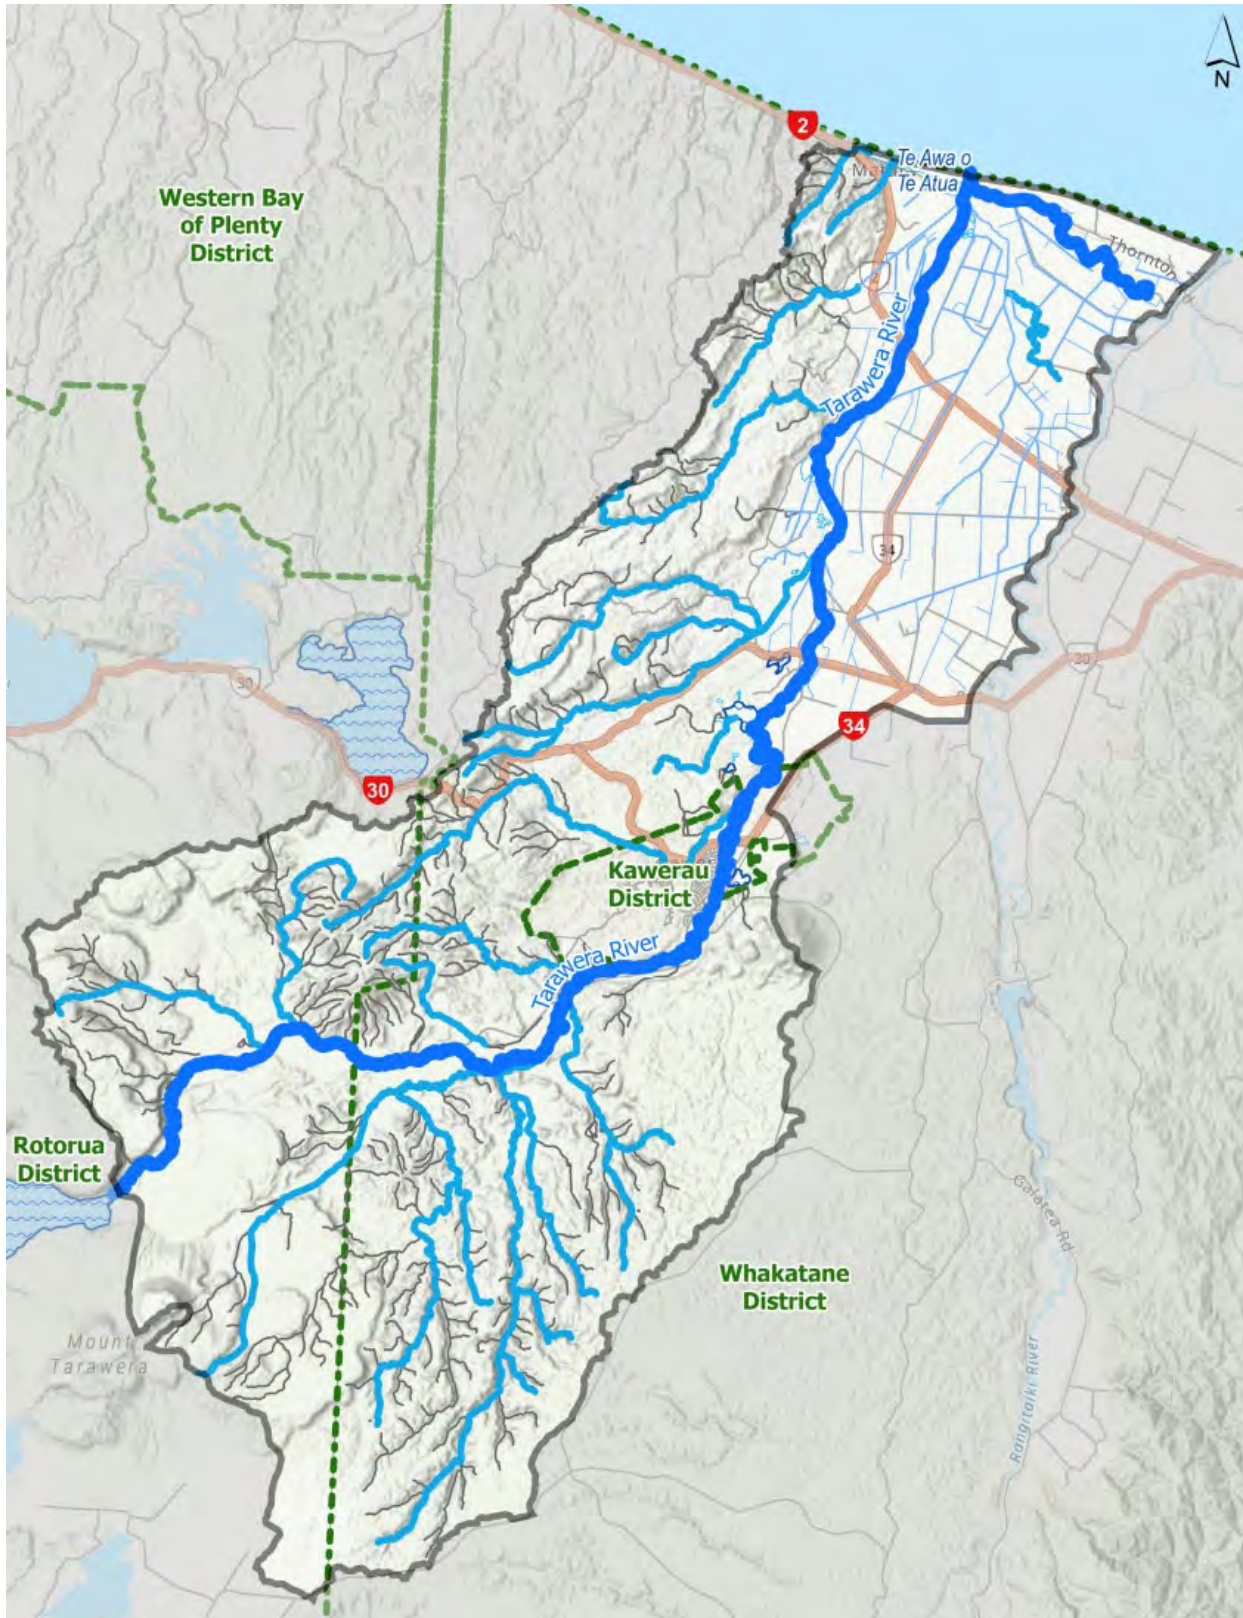 N
2
Te Awa o
Te Atua
Western Bay
of Plenty
District
Tarawera River
34
30
30
34
30
Kawerau
District
Tarawera River
Rotorua
District
Galatea Rd
Whakatane
District
Mount
Tarawera
Rangitaiki River